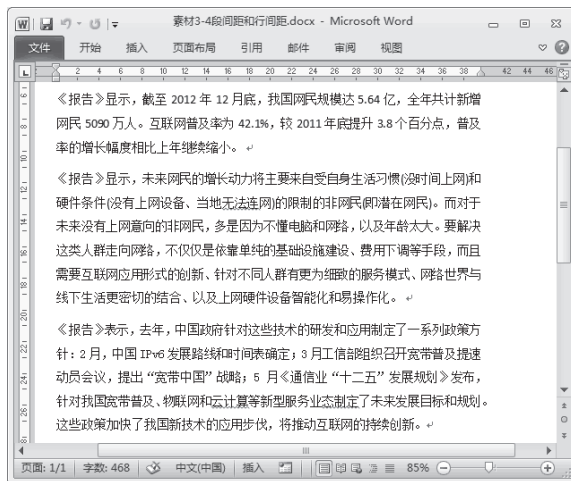 素材3-4段间距和行间距.docx - Microsoft Word
文件 开始 插入 页面布局 引用 邮件 审阅 视图
2 4 6 8 10 12 14 16 18 20 22 24 26 28 30 32 34 36 38 42 44 46
《报告》显示，截至 2012 年 12 月底，我国网民规模达 5.64 亿，全年共计新增
网民 5090 万人。互联网普及率为 42.1%，较 2011 年底提升 3.8 个百分点，普及
率的增长幅度相比上年继续缩小。
《报告》显示，未来网民的增长动力将主要来自受自身生活习惯(没时间上网)和
硬件条件(没有上网设备、当地无法连网)的限制的非网民(即潜在网民)。而对于
未来没有上网意向的非网民，多是因为不懂电脑和网络，以及年龄太大。要解决
这类人群走向网络，不仅仅是依靠单纯的基础设施建设、费用下调等手段，而且
需要互联网应用形式的创新、针对不同人群有更为细致的服务模式、网络世界与
线下生活更密切的结合、以及上网硬件设备智能化和易操作化。
《报告》表示，去年，中国政府针对这些技术的研发和应用制定了一系列政策方
针：2 月，中国 IPv6 发展路线和时间表确定；3 月工信部组织召开宽带普及提速
动员会议，提出“宽带中国”战略；5 月《通信业“十二五”发展规划》发布，
针对我国宽带普及、物联网和云计算等新型服务业态制定了未来发展目标和规划。
这些政策加快了我国新技术的应用步伐，将推动互联网的持续创新。
页面: 1/1 字数: 468 中文(中国) 插入 85%